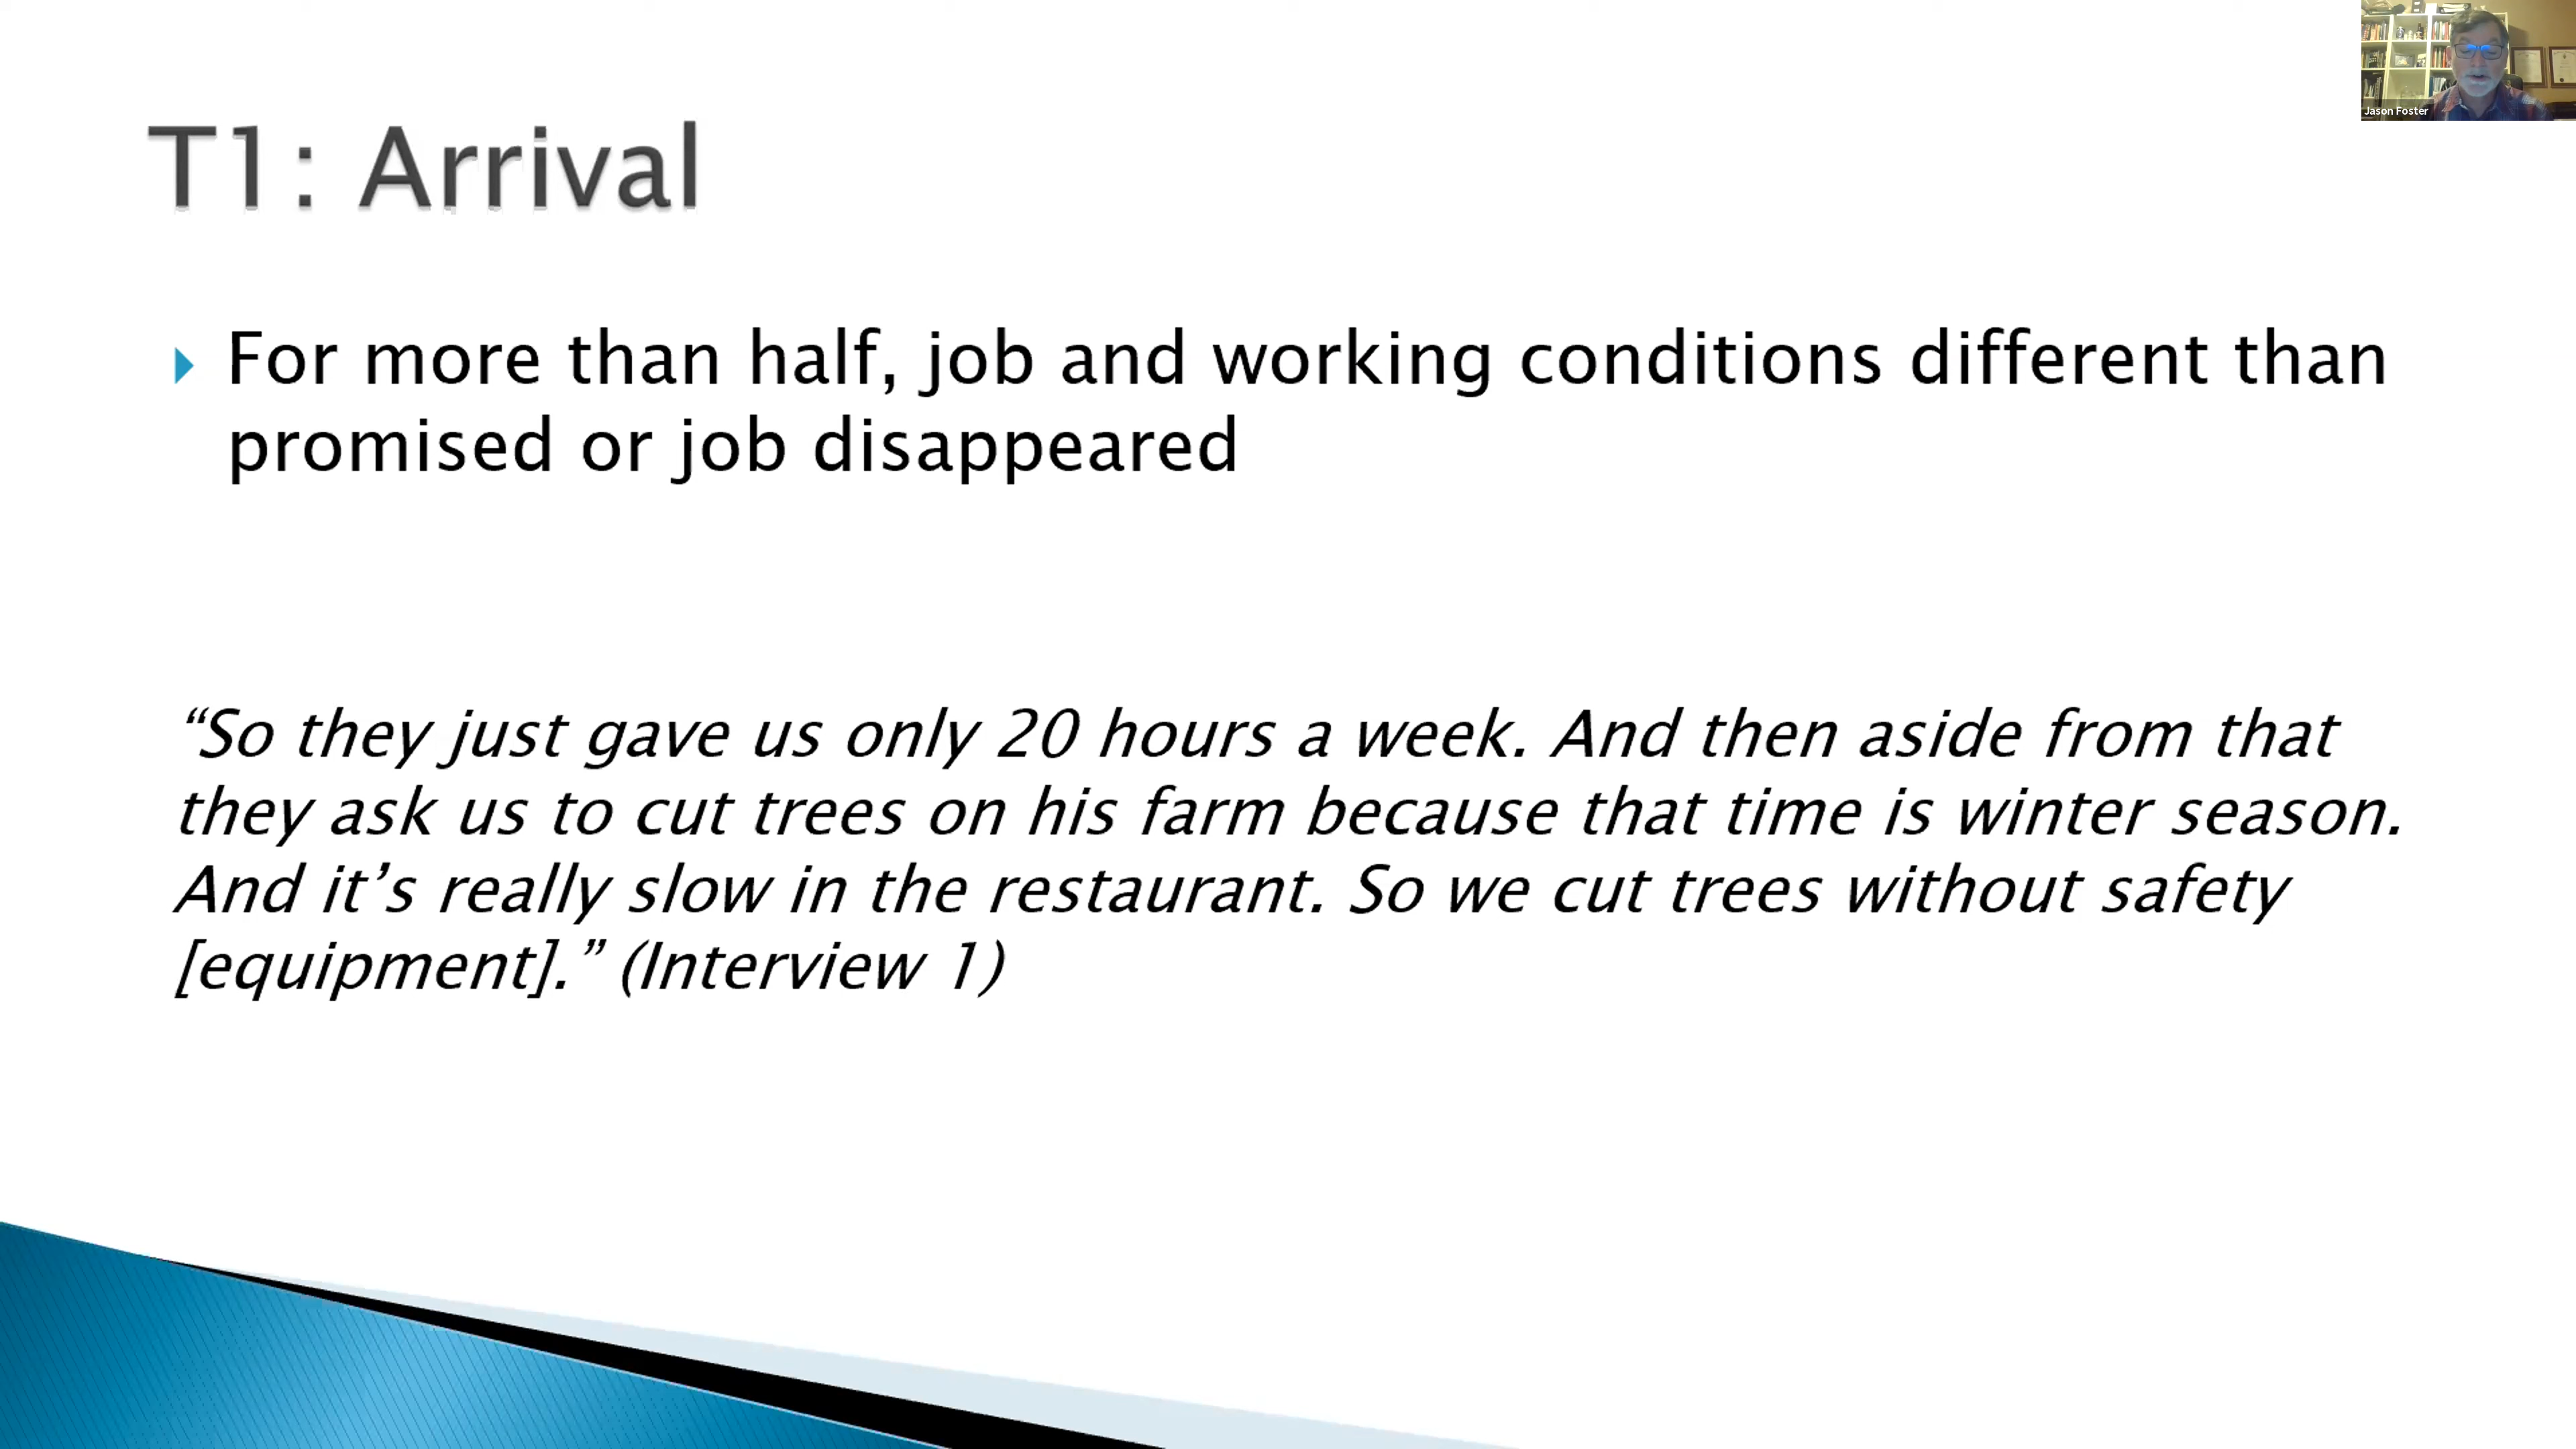 Jason Foster
T1: Arrival
For more than half, job and working conditions different than
promised or job disappeared
“So they just gave us only 20 hours a week. And then aside from that
they ask us to cut trees on his farm because that time is winter season.
And it’s really slow in the restaurant. So we cut trees without safety
[equipment].” (Interview 1)